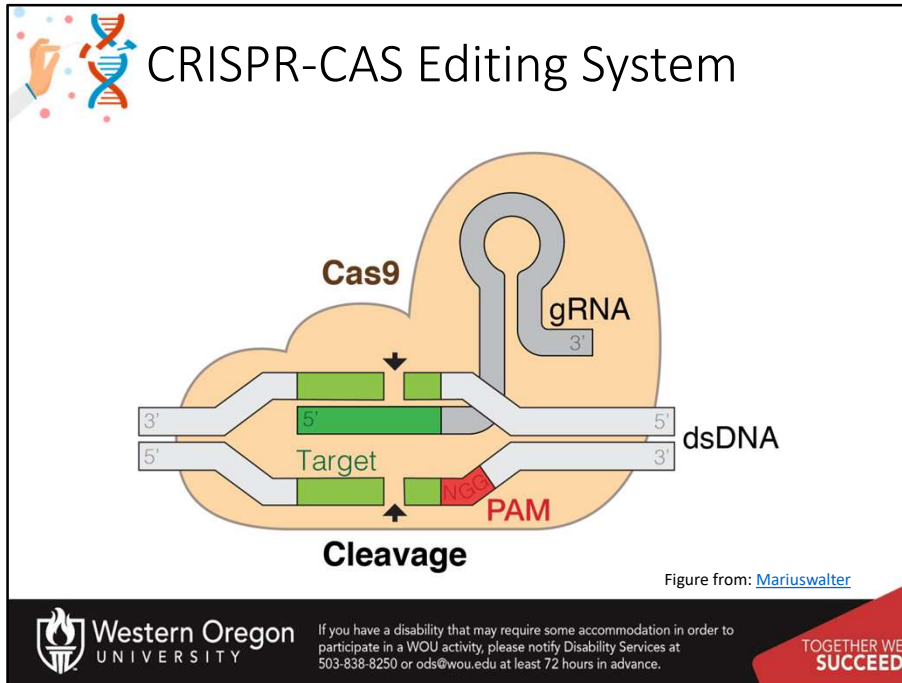 CRISPR-CAS Editing System
Cas9
gRNA
3'
3'
5'
5'
dsDNA
5'
Target
3'
NGG
PAM
Cleavage
Figure from: Mariuswalter
Western Oregon
UNIVERSITY
If you have a disability that may require some accommodation in order to
participate in a WOU activity, please notify Disability Services at
503-838-8250 or ods@wou.edu at least 72 hours in advance.
TOGETHER WE
SUCCEED